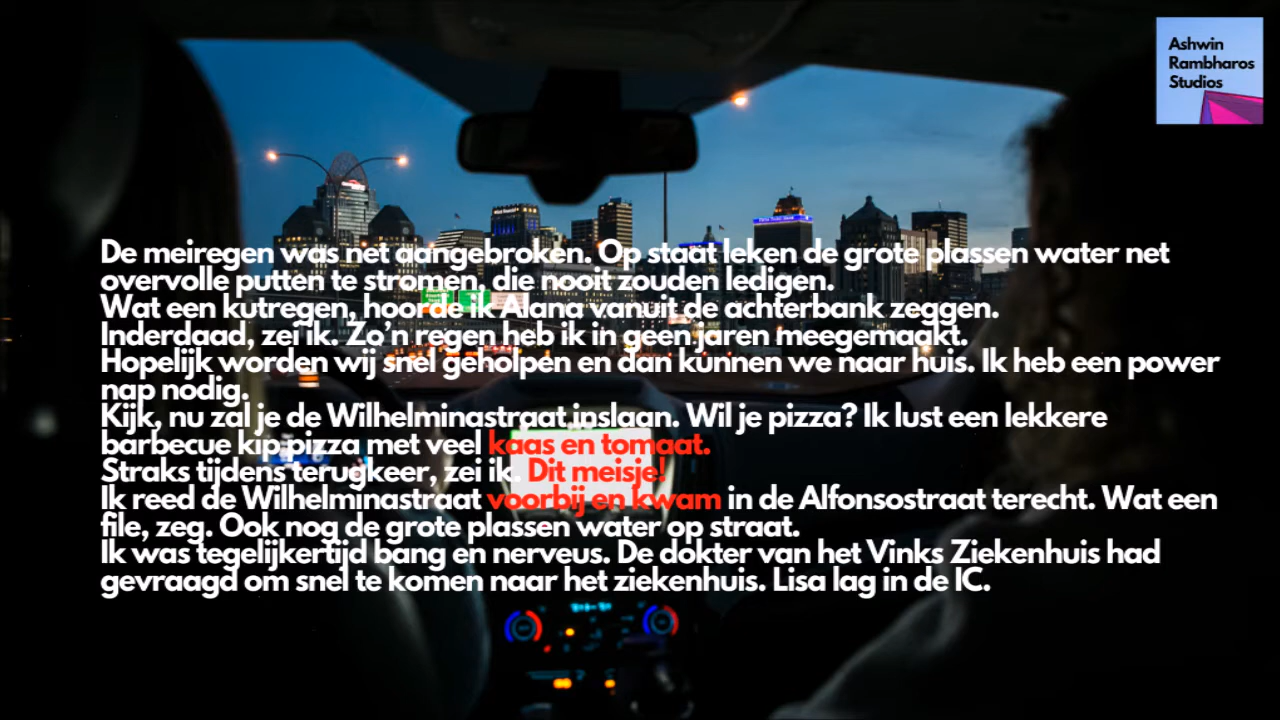 Ashwin
Rambharos
Studios
De meiregen was net aangebroken. Op staat leken de grote plassen water net
overvolle putten te stromen, die nooit zouden ledigen.
Wat een kutregen, hoorde ik Alana vanuit de achterbank zeggen.
Inderdaad, zei ik. Zo'n regen heb ik in geen jaren meegemaakt.
Hopelijk worden wij snel geholpen en dan kunnen we naar huis. Ik heb een power
nap nodig.
Kijk, nu zal je de Wilhelminastraat inslaan. Wil je pizza? Ik lust een lekkere
barbecue kip pizza met veel kaas en tomaat.
Straks tijdens terugkeer, zei ik. Dit meisje!
Ik reed de Wilhelminastraat voorbij en kwam in de Alfonsostraat terecht. Wat een
file, zeg. Ook nog de grote plassen water op straat.
Ik was tegelijkertijd bang en nerveus. De dokter van het Vinks Ziekenhuis had
gevraagd om snel te komen naar het ziekenhuis. Lisa lag in de IC.